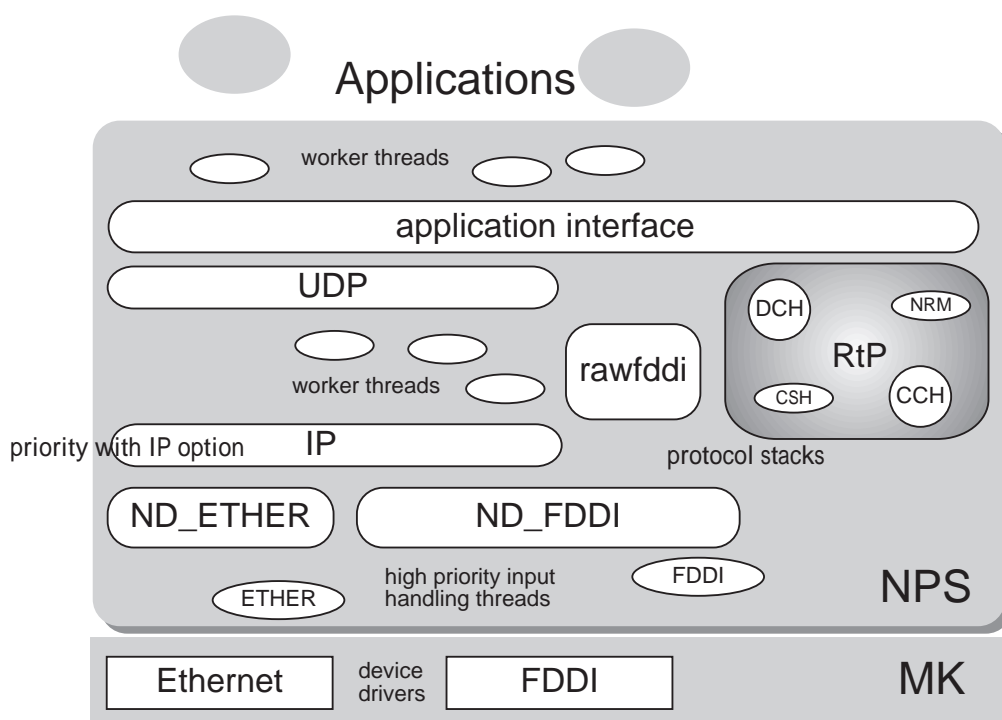 Applications
worker threads
application interface
UDP
DCH
NRM
RtP
rawfddi
worker threads
CSH
CCH
priority with IP option
IP
protocol stacks
ND_ETHER
ND_FDDI
high priority input
handling threads
FDDI
ETHER
NPS
Ethernet
device
drivers
FDDI
MK